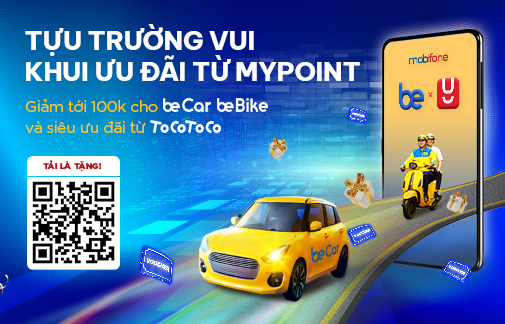 TỰU TRƯỜNG VUI
KHUI ƯU ĐÃI TỪ MYPOINT
Giảm tới 100k cho beCar beBike
và siêu ưu đãi từ ToCoToCo
TẢI LÀ TẶNG!
mobifone
be x
beCar
VOUCHER